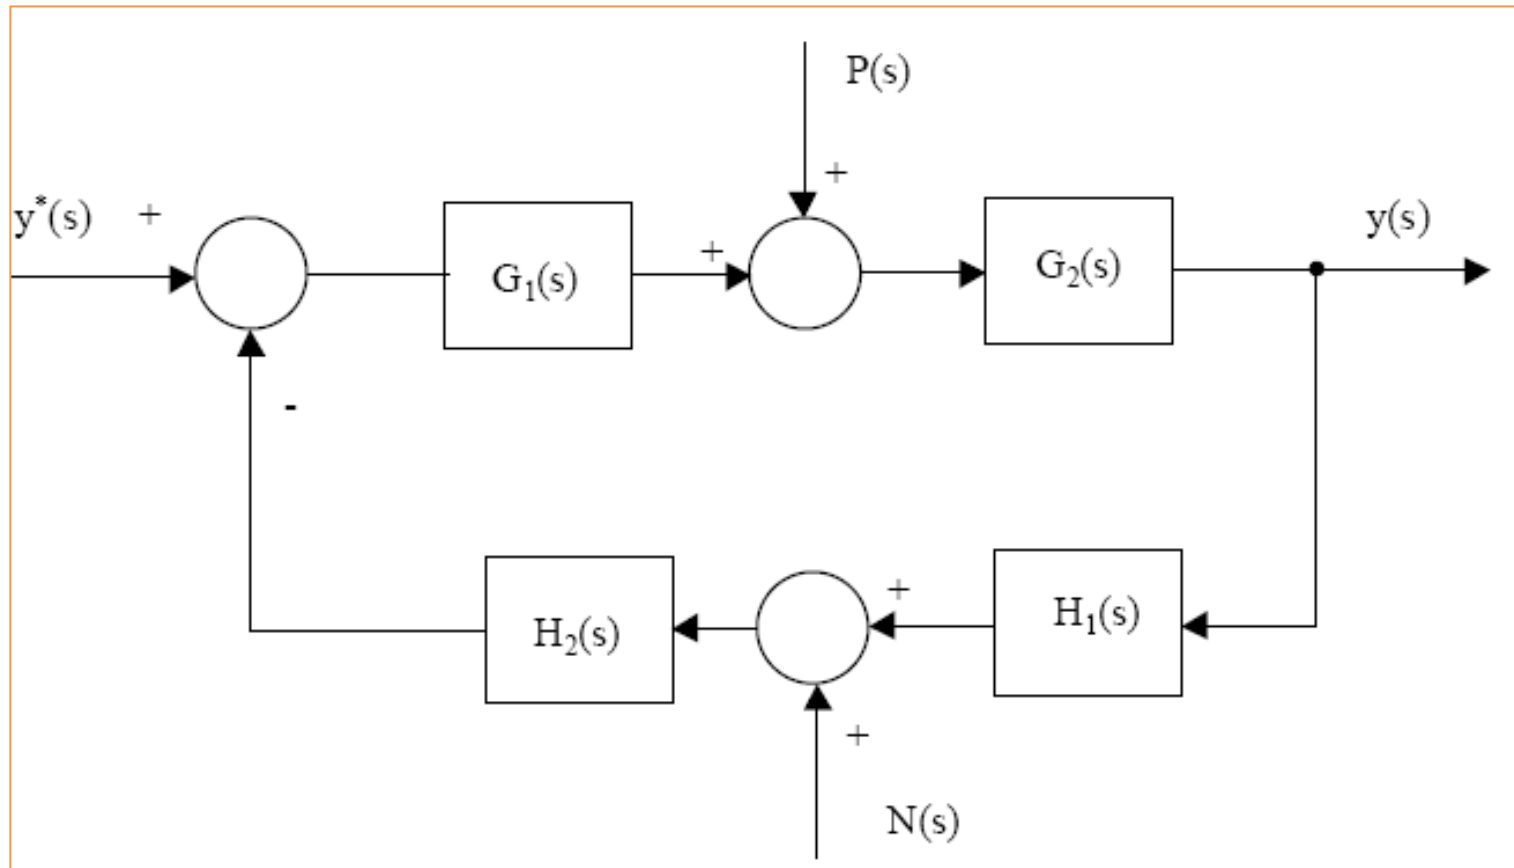 P(s)
+
y*(s) +
+
G₁(s)
G₂(s)
y(s)
-
H₂(s)
+
H₁(s)
+
N(s)